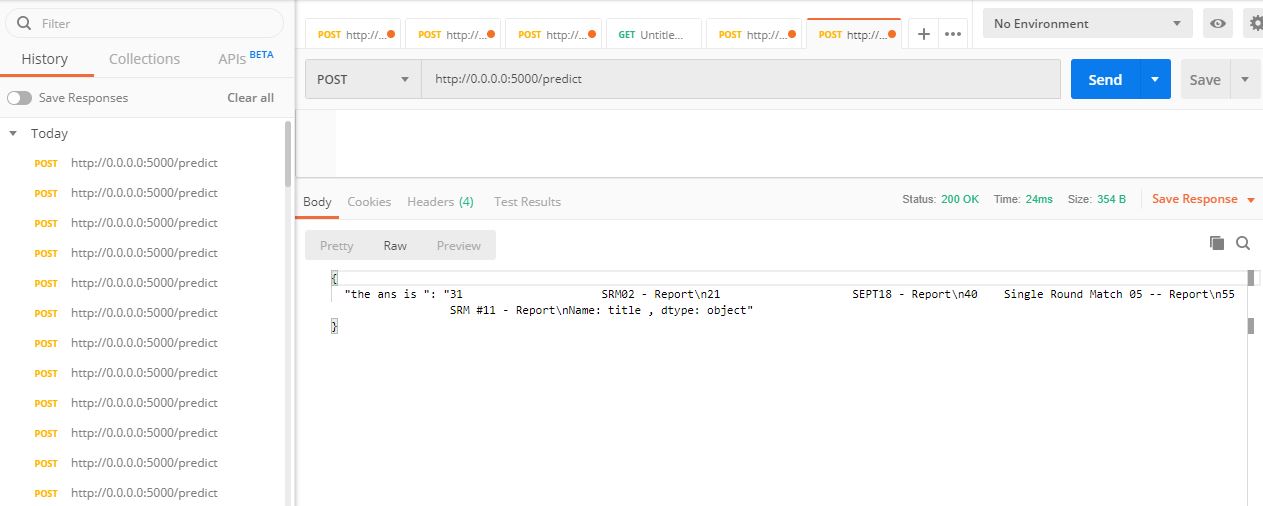 Filter
History Collections APIs BETA
Save Responses Clear all
Today
POST http://0.0.0.0:5000/predict
POST http://0.0.0.0:5000/predict
POST http://0.0.0.0:5000/predict
POST http://0.0.0.0:5000/predict
POST http://0.0.0.0:5000/predict
POST http://0.0.0.0:5000/predict
POST http://0.0.0.0:5000/predict
POST http://0.0.0.0:5000/predict
POST http://0.0.0.0:5000/predict
POST http://0.0.0.0:5000/predict
POST http://0.0.0.0:5000/predict
POST http://0.0.0.0:5000/predict
POST http://... POST http://... POST http://... GET Untitle... POST http://... POST http://... + ••• No Environment
POST http://0.0.0.0:5000/predict Send Save
Body Cookies Headers (4) Test Results Status: 200 OK Time: 24ms Size: 354 B Save Response
Pretty Raw Preview
{
"the ans is ": "31 SRM02 - Report\n21 SEPT18 - Report\n40 Single Round Match 05 -- Report\n55
SRM #11 - Report\nName: title , dtype: object"
}